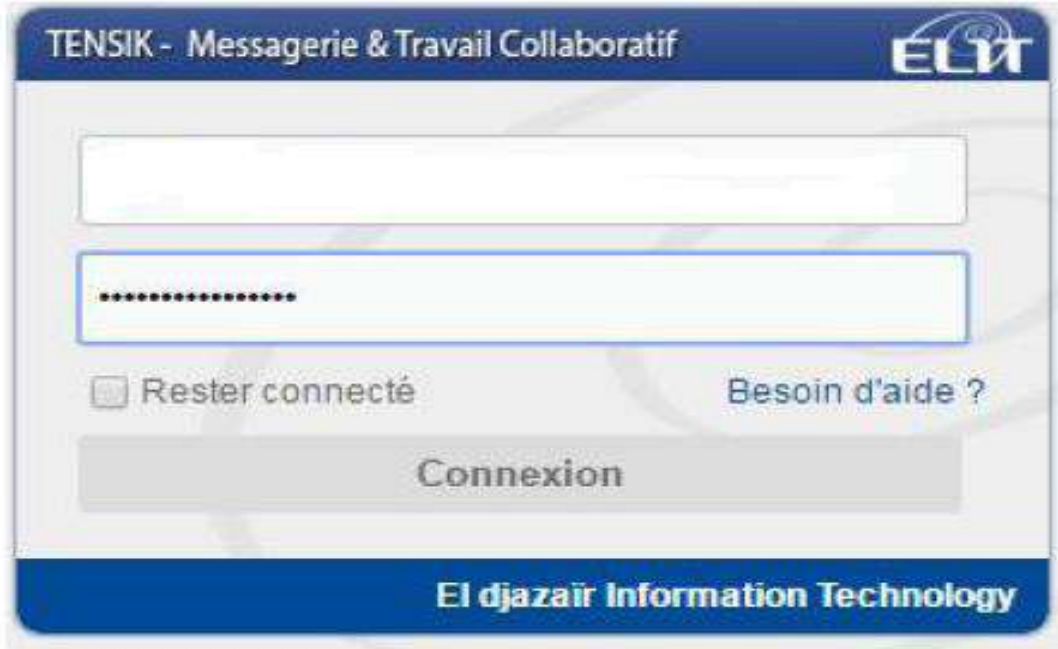 TENSIK - Messagerie & Travail Collaboratif
ELIT
••••••••••••••••
Rester connecté
Besoin d'aide ?
Connexion
El djazaïr Information Technology